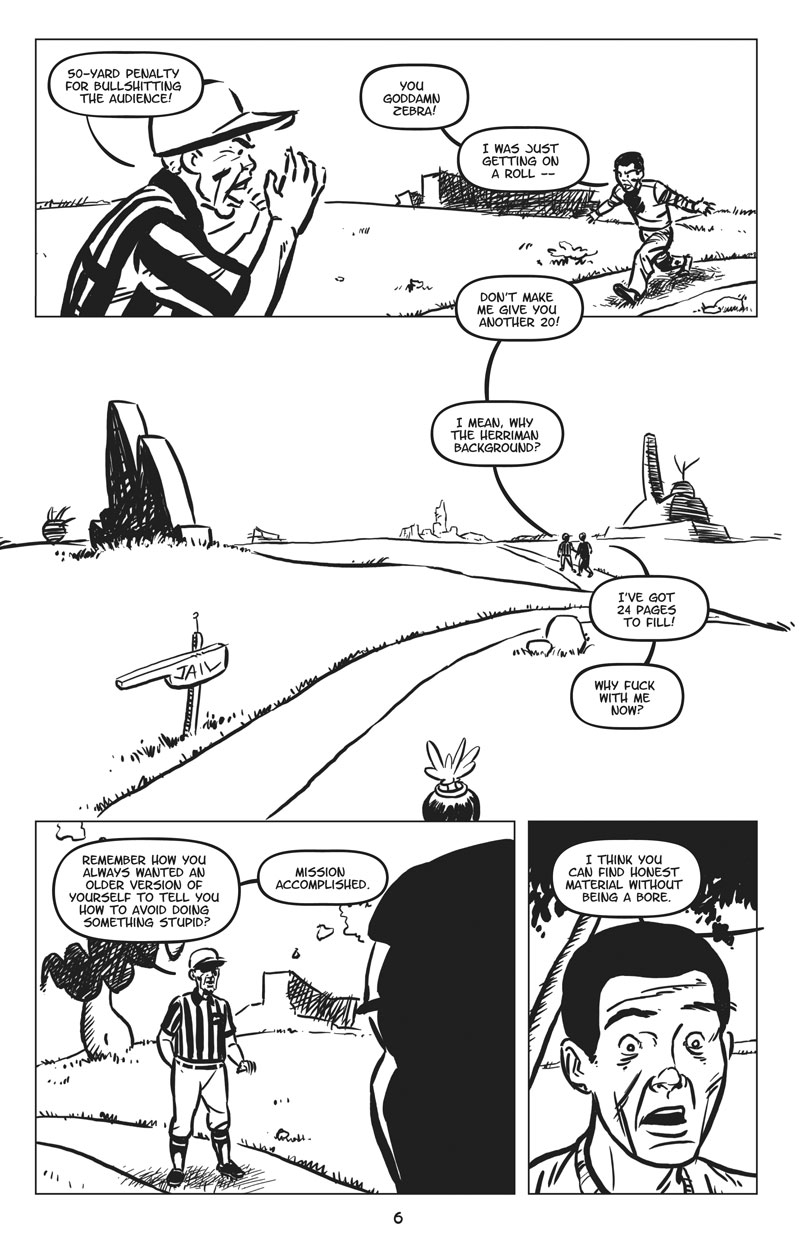 50-YARD PENALTY
FOR BULLSHITTING
THE AUDIENCE!
YOU
GODDAMN
ZEBRA!
I WAS JUST
GETTING ON
A ROLL --
DON'T MAKE
ME GIVE YOU
ANOTHER 20!
I MEAN, WHY
THE HERRIMAN
BACKGROUND?
I'VE GOT
24 PAGES
TO FILL!
WHY FUCK
WITH ME
NOW?
JAIL
REMEMBER HOW YOU
ALWAYS WANTED AN
OLDER VERSION OF
YOURSELF TO TELL YOU
HOW TO AVOID DOING
SOMETHING STUPID?
MISSION
ACCOMPLISHED.
I THINK YOU
CAN FIND HONEST
MATERIAL WITHOUT
BEING A BORE.
6